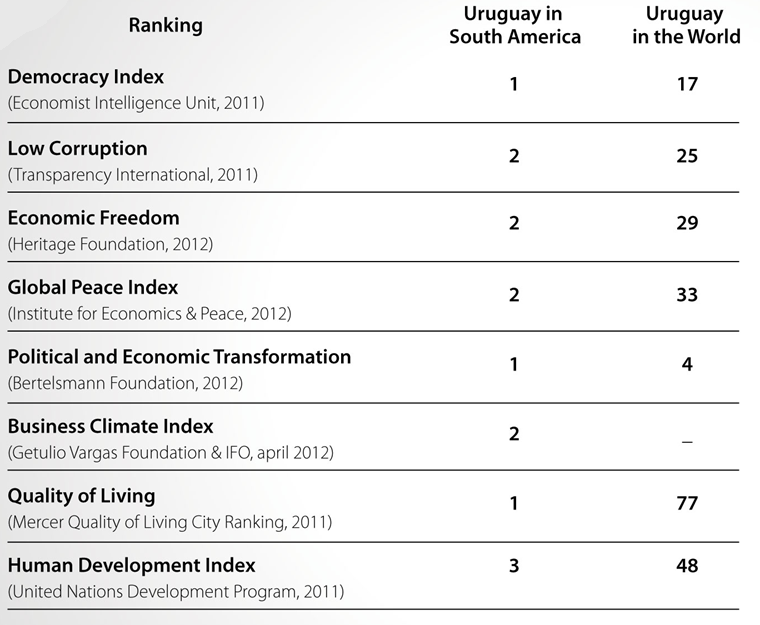 Ranking
Uruguay in
South America
Uruguay
in the World
Democracy Index
(Economist Intelligence Unit, 2011)
1
17
Low Corruption
(Transparency International, 2011)
2
25
Economic Freedom
(Heritage Foundation, 2012)
2
29
Global Peace Index
(Institute for Economics & Peace, 2012)
2
33
Political and Economic Transformation
(Bertelsmann Foundation, 2012)
1
4
Business Climate Index
(Getulio Vargas Foundation & IFO, april 2012)
2
_
Quality of Living
(Mercer Quality of Living City Ranking, 2011)
1
77
Human Development Index
(United Nations Development Program, 2011)
3
48